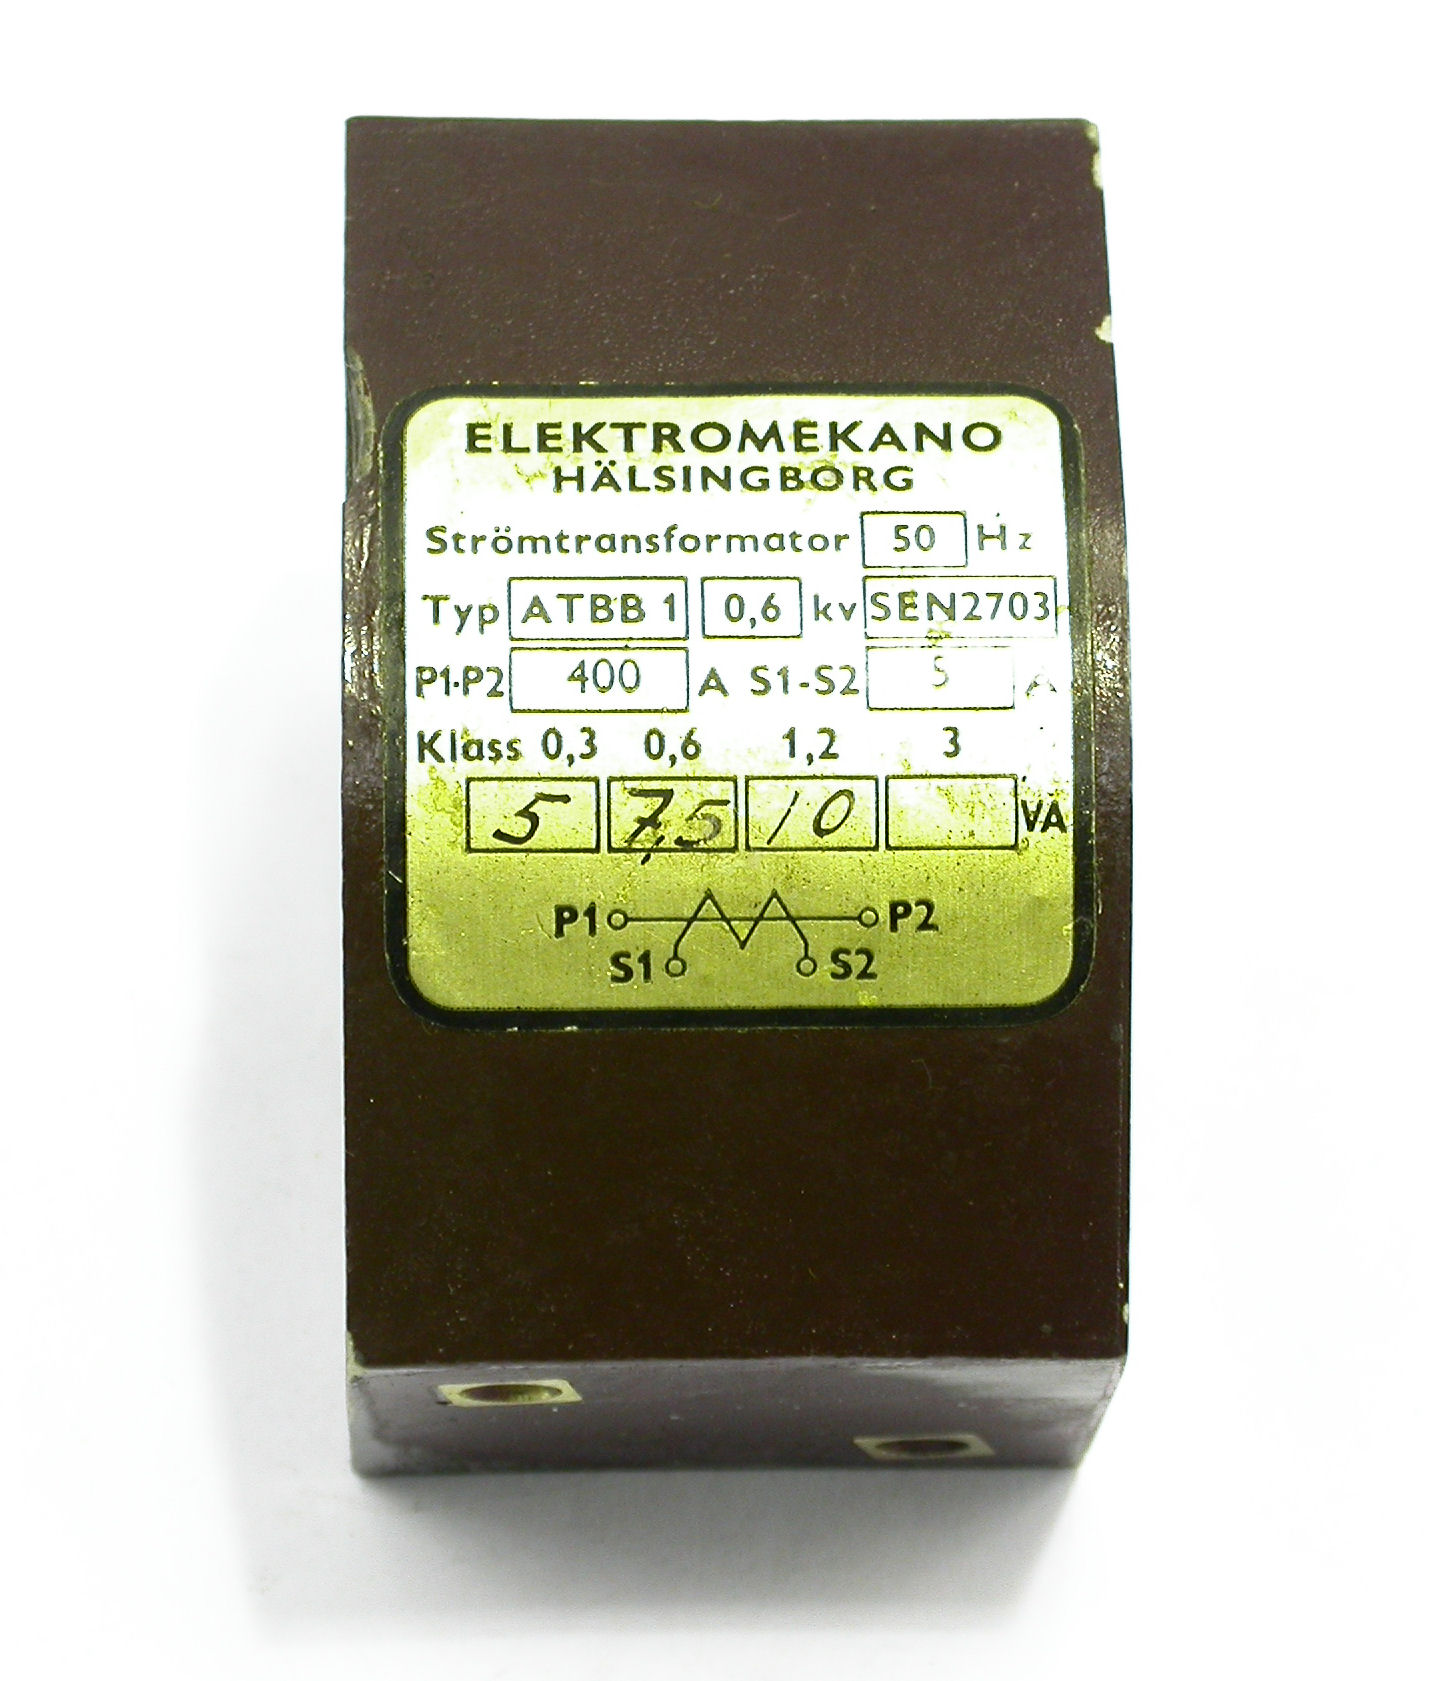 ELEKTROMEKANO
HÄLSINGBORG
Strömtransformator 50 Hz
Typ ATBB 1 0,6 kv SEN2703
P1-P2 400 A S1-S2 5 A
Klass 0,3 0,6 1,2 3
5 7,5 10 VA
P1 P2
S1 S2